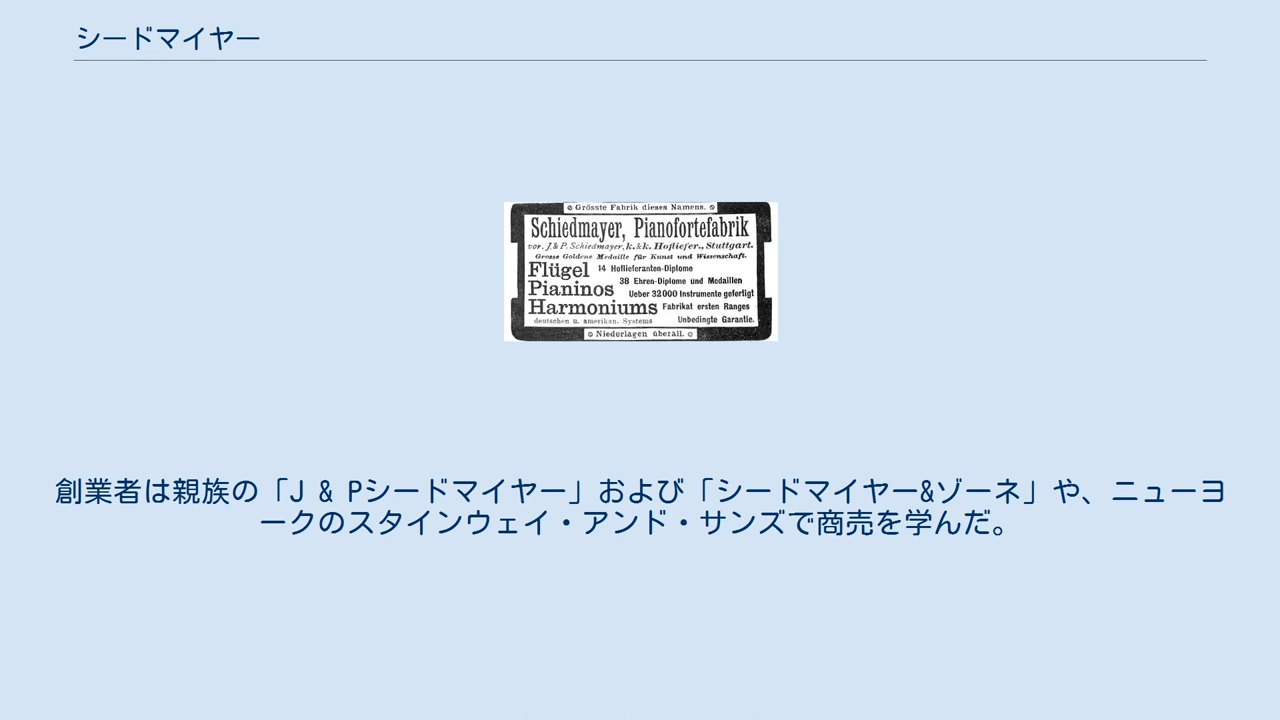 シードマイヤー
Grösste Fabrik dieses Namens.
Schiedmayer, Pianofortefabrik
vor. J. & P. Schiedmayer, k. & k. Hofliefer., Stuttgart.
Grosse Goldene Medaille für Kunst und Wissenschaft.
Flügel 14 Hoflieferanten-Diplome
38 Ehren-Diplome und Medaillen
Pianinos Ueber 32000 Instrumente gefertigt
Harmoniums Fabrikat ersten Ranges
deutschen u. amerikan. Systems Unbedingte Garantie.
Niederlagen überall.
創業者は親族の「J & Pシードマイヤー」および「シードマイヤー&ゾーネ」や、ニューヨ
ークのスタインウェイ・アンド・サンズで商売を学んだ。